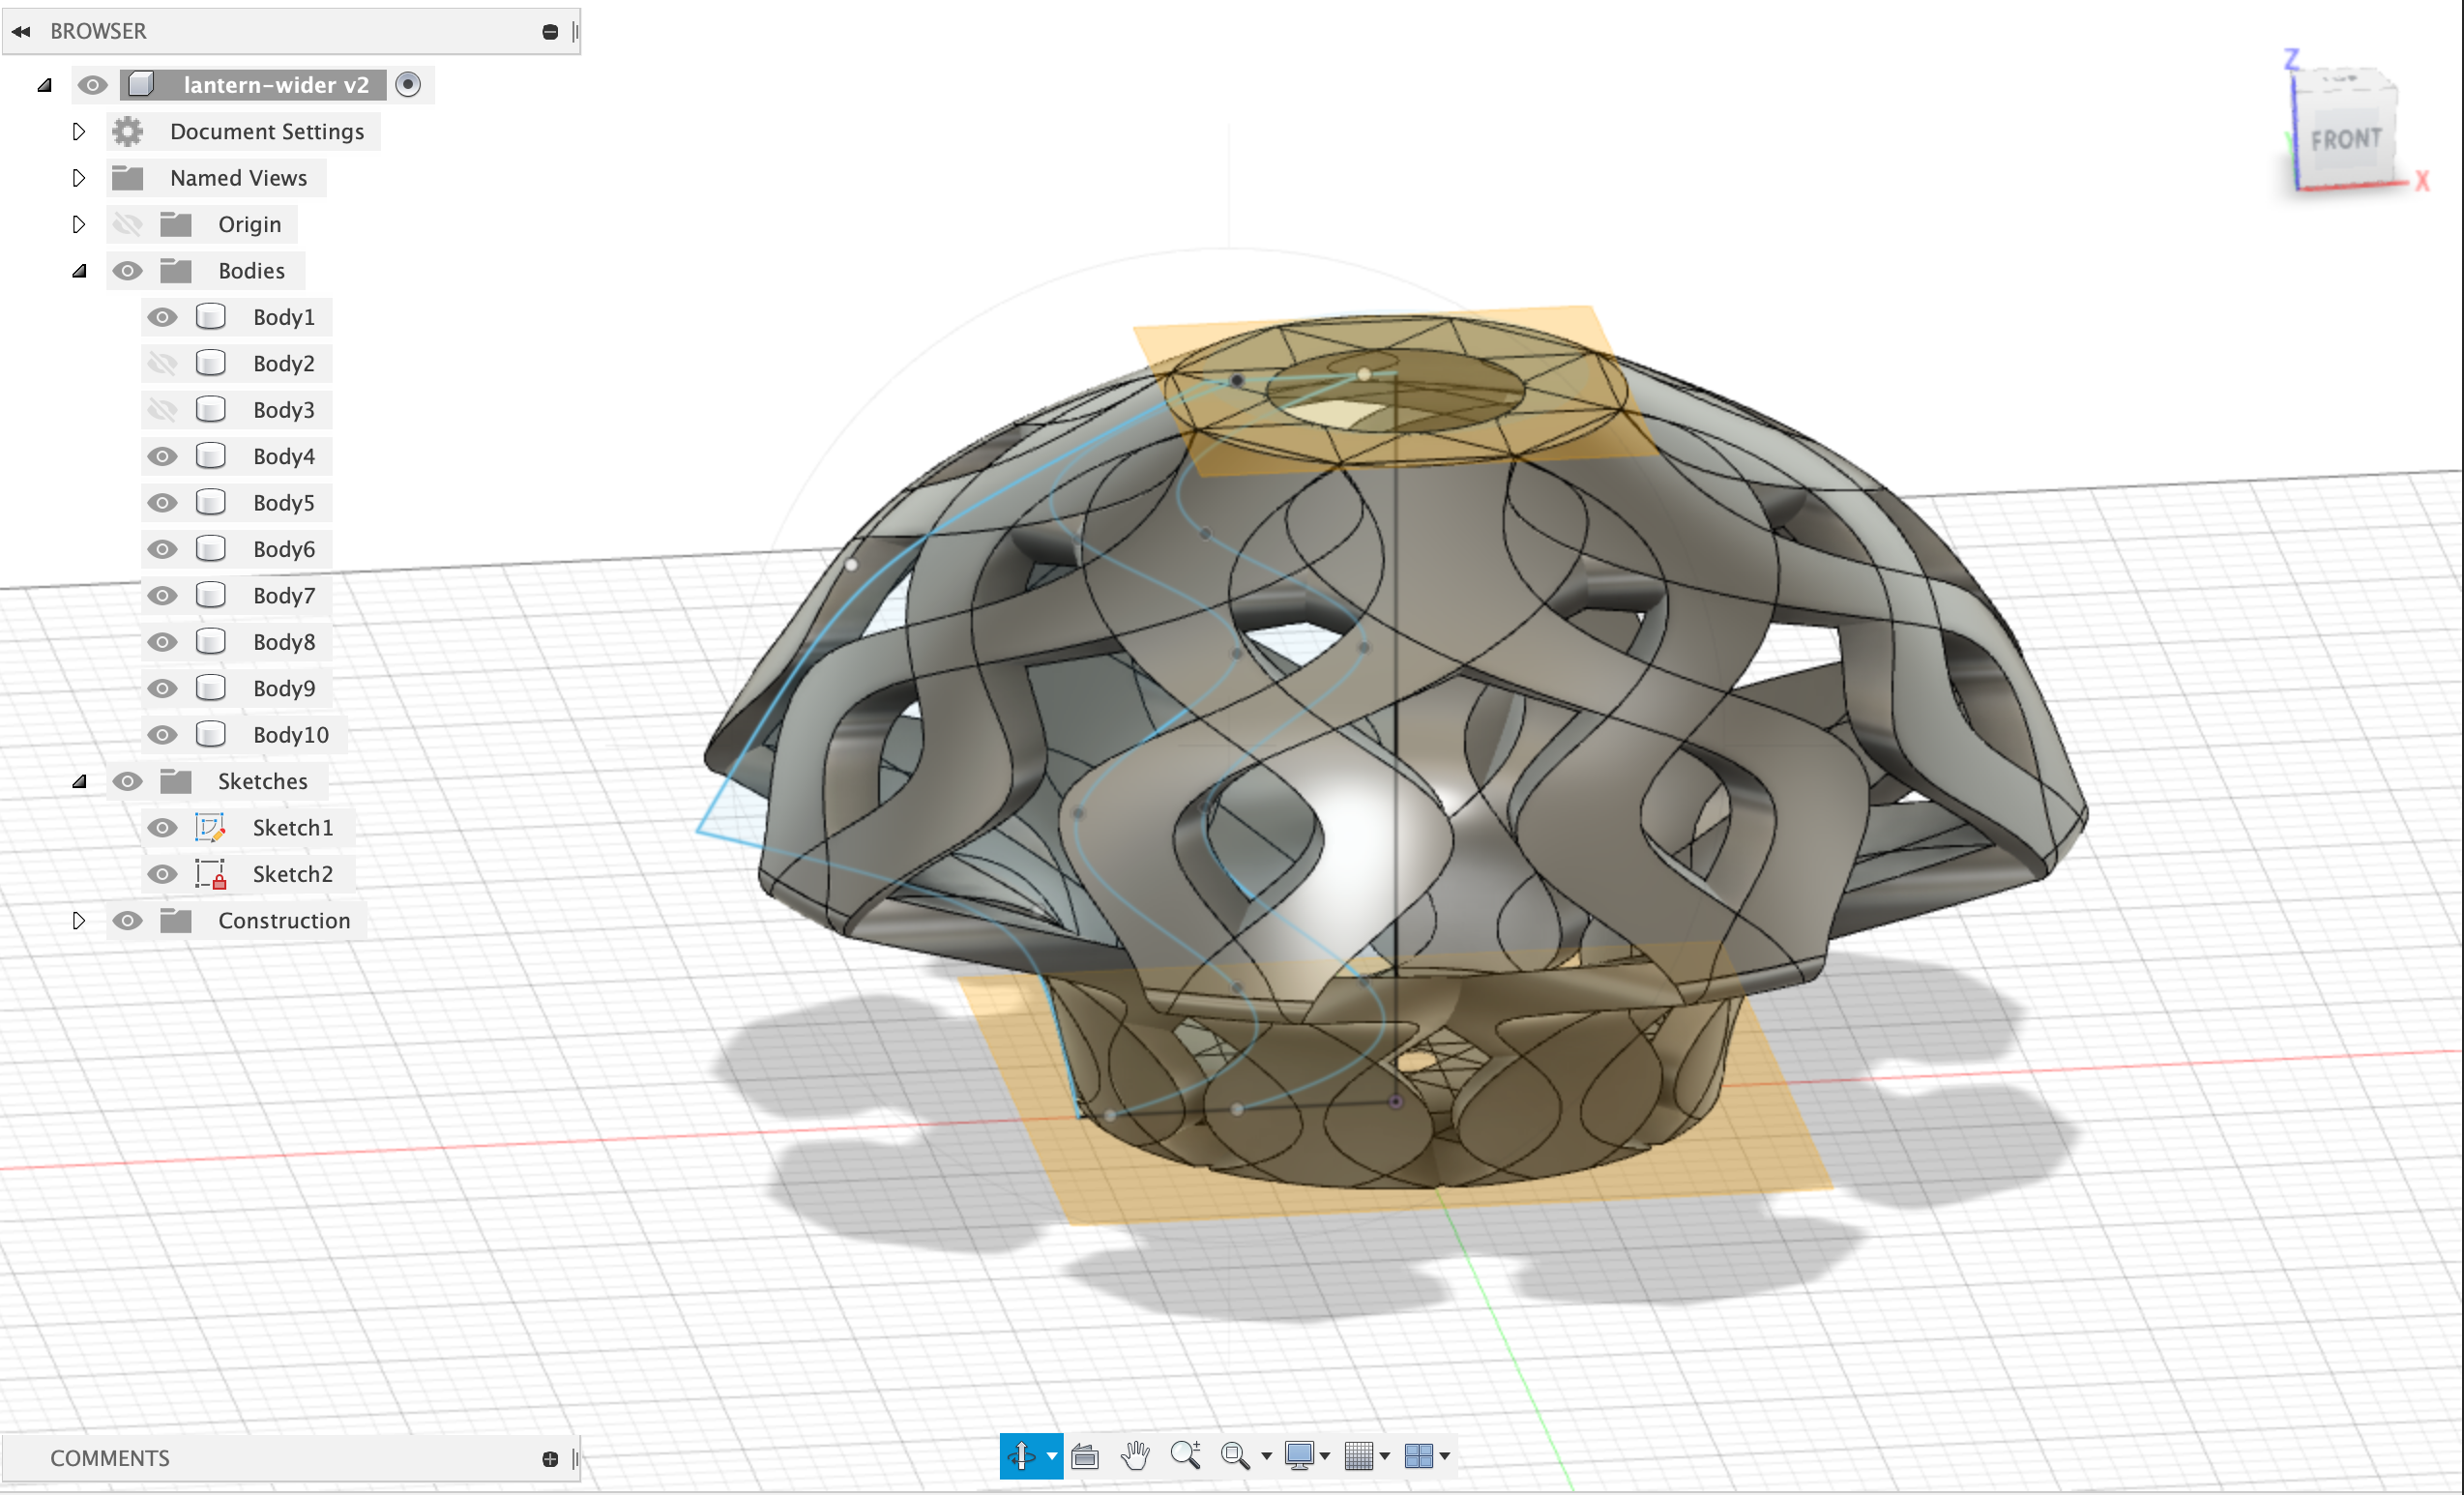 BROWSER
lantern-wider v2
Document Settings
Named Views
Origin
Bodies
Body1
Body2
Body3
Body4
Body5
Body6
Body7
Body8
Body9
Body10
Sketches
Sketch1
Sketch2
Construction
COMMENTS
Z
TOP
FRONT
X